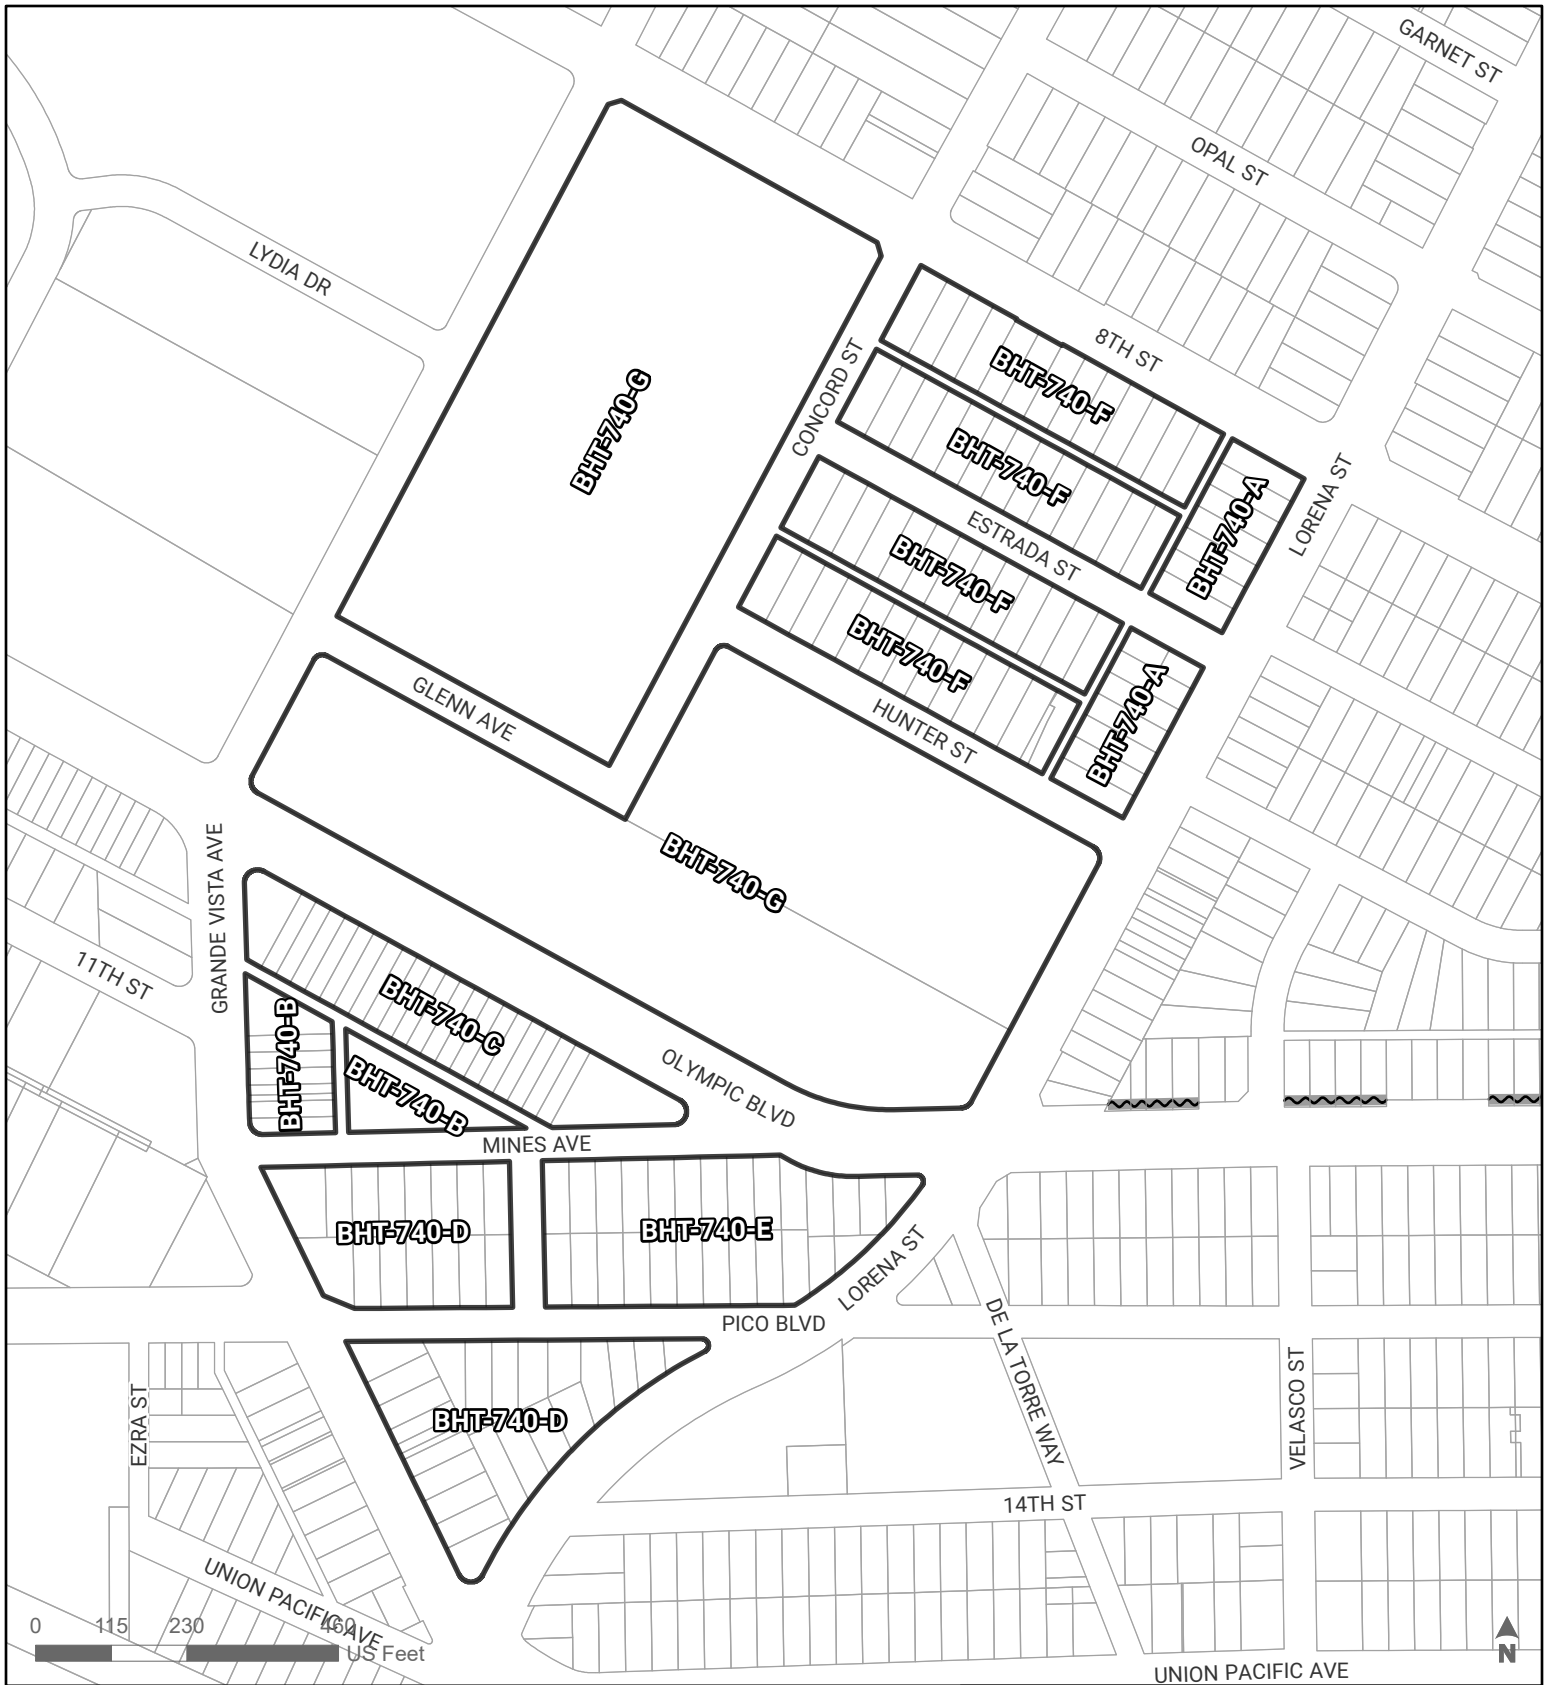 GARNET ST
OPAL ST
LYDIA DR
8TH ST
BHT-740-F
CONCORD ST
BHT-740-G
BHT-740-F
LORENA ST
BHT-740-A
ESTRADA ST
BHT-740-F
BHT-740-F
GLENN AVE
HUNTER ST
BHT-740-A
BHT-740-G
GRANDE VISTA AVE
11TH ST
BHT-740-C
BHT-740-B
BHT-740-B
OLYMPIC BLVD
MINES AVE
BHT-740-D
BHT-740-E
LORENA ST
PICO BLVD
DE LA TORRE WAY
VELASCO ST
EZRA ST
BHT-740-D
14TH ST
UNION PACIFIC AVE
0 115 230 460
US Feet
N
UNION PACIFIC AVE